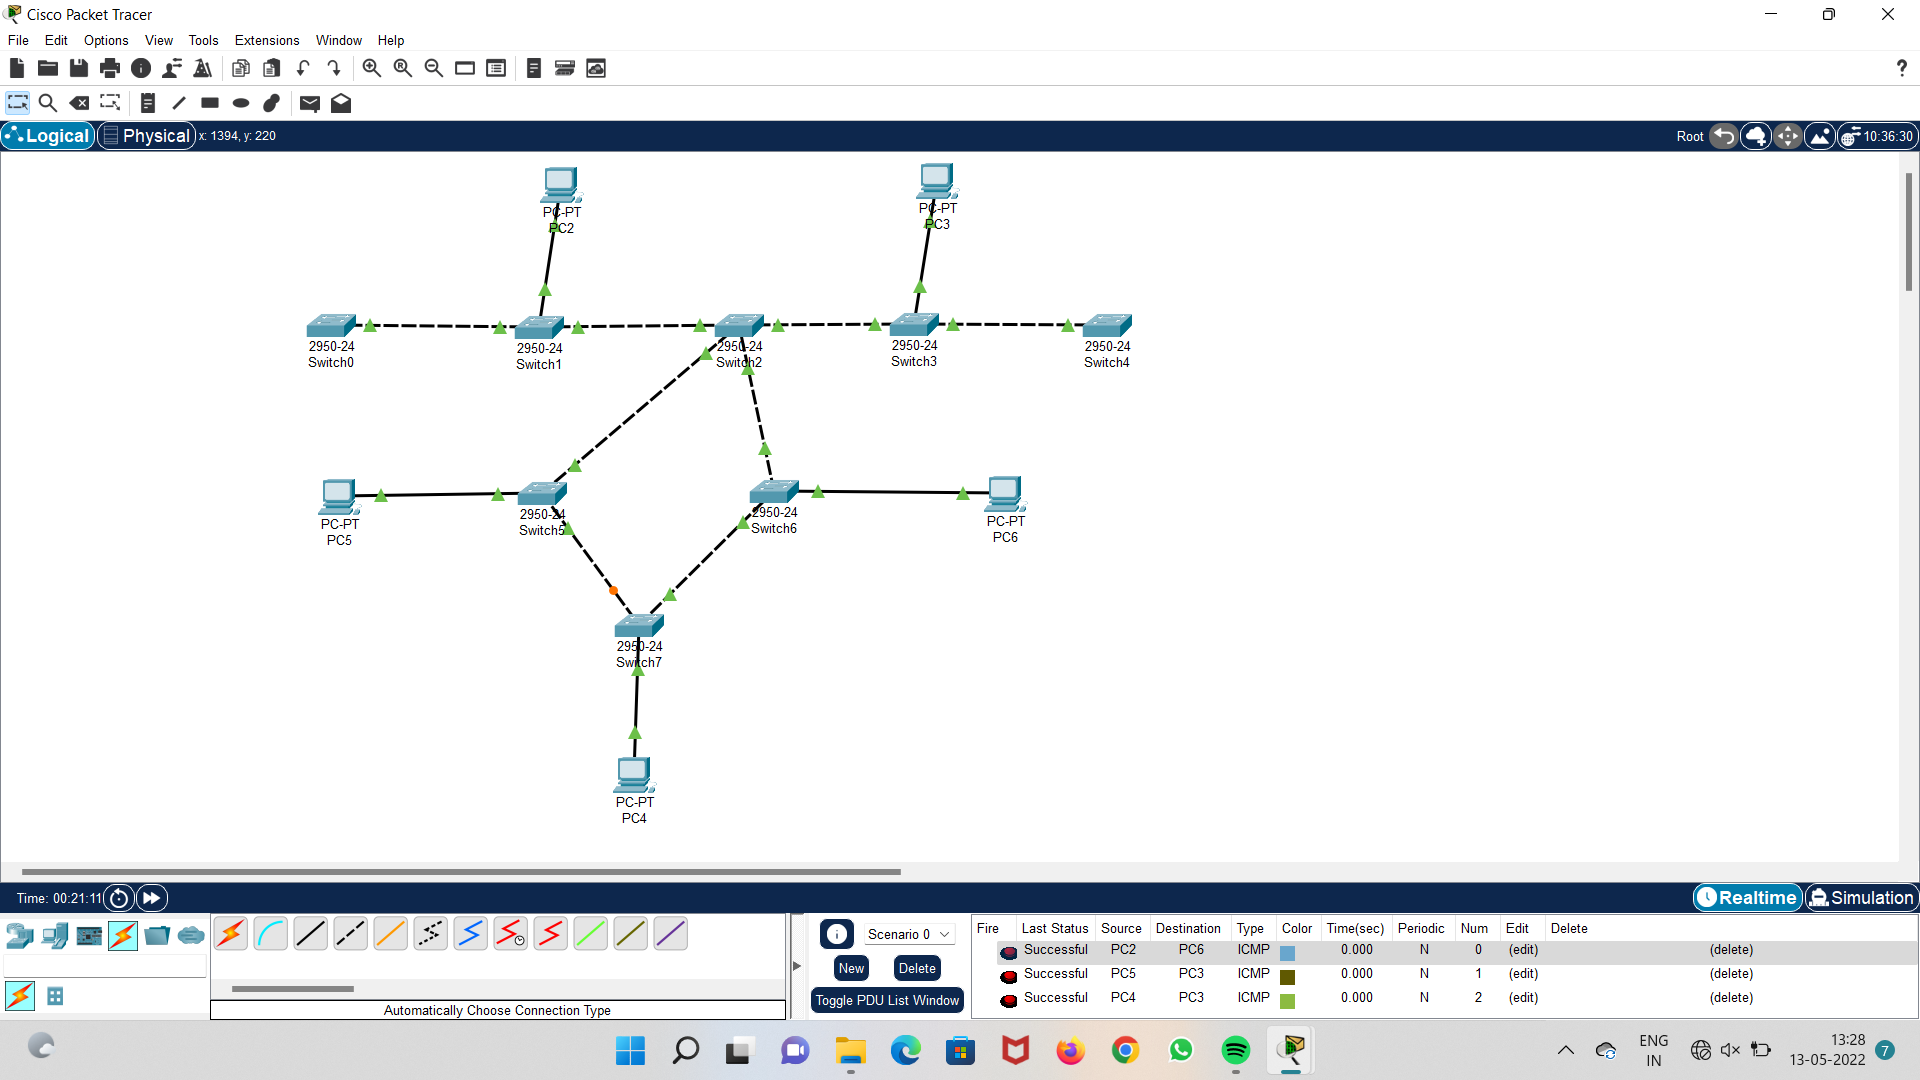 Cisco Packet Tracer
File Edit Options View Tools Extensions Window Help
?
Logical Physical x: 1394, y: 220 Root 10:36:30
PC-PT
PC2
PC-PT
PC3
2950-24
Switch0
2950-24
Switch1
2950-24
Switch2
2950-24
Switch3
2950-24
Switch4
PC-PT
PC5
2950-24
Switch5
2950-24
Switch6
PC-PT
PC6
2950-24
Switch7
PC-PT
PC4
Time: 00:21:11 Realtime Simulation
Scenario 0
New Delete
Toggle PDU List Window
Automatically Choose Connection Type
Fire Last Status Source Destination Type Color Time(sec) Periodic Num Edit Delete
Successful PC2 PC6 ICMP 0.000 N 0 (edit) (delete)
Successful PC5 PC3 ICMP 0.000 N 1 (edit) (delete)
Successful PC4 PC3 ICMP 0.000 N 2 (edit) (delete)
ENG
IN
13:28
13-05-2022
7